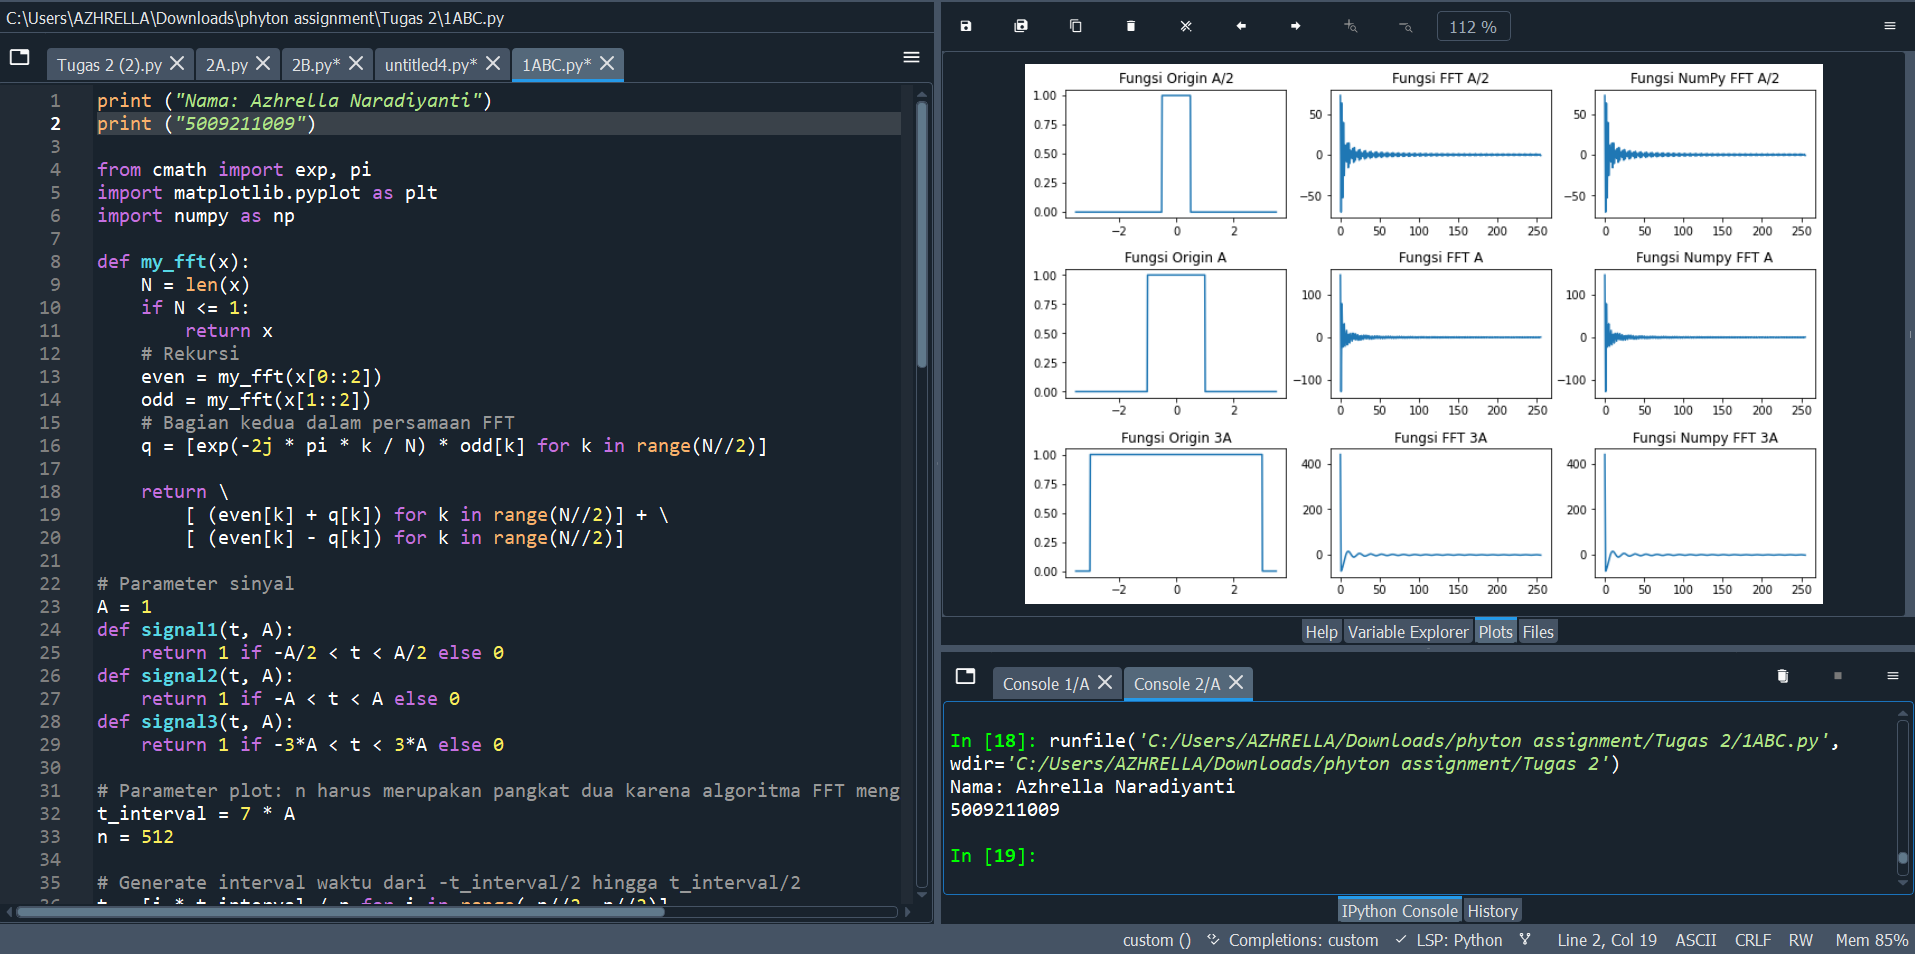 C:\Users\AZHRELLA\Downloads\phyton assignment\Tugas 2\1ABC.py
Tugas 2 (2).py
2A.py
2B.py*
untitled4.py*
1ABC.py*
1 print ("Nama: Azhrella Naradiyanti")
2 print ("5009211009")
3
4 from cmath import exp, pi
5 import matplotlib.pyplot as plt
6 import numpy as np
7
8 def my_fft(x):
9     N = len(x)
10     if N <= 1:
11         return x
12     # Rekursi
13     even = my_fft(x[0::2])
14     odd = my_fft(x[1::2])
15     # Bagian kedua dalam persamaan FFT
16     q = [exp(-2j * pi * k / N) * odd[k] for k in range(N//2)]
17
18     return \
19         [ (even[k] + q[k]) for k in range(N//2)] + \
20         [ (even[k] - q[k]) for k in range(N//2)]
21
22 # Parameter sinyal
23 A = 1
24 def signal1(t, A):
25     return 1 if -A/2 < t < A/2 else 0
26 def signal2(t, A):
27     return 1 if -A < t < A else 0
28 def signal3(t, A):
29     return 1 if -3*A < t < 3*A else 0
30
31 # Parameter plot: n harus merupakan pangkat dua karena algoritma FFT meng
32 t_interval = 7 * A
33 n = 512
34
35 # Generate interval waktu dari -t_interval/2 hingga t_interval/2
112 %
Fungsi Origin A/2
1.00
0.75
0.50
0.25
0.00
−2 0 2
Fungsi FFT A/2
50
0
−50
0 50 100 150 200 250
Fungsi NumPy FFT A/2
50
0
−50
0 50 100 150 200 250
Fungsi Origin A
1.00
0.75
0.50
0.25
0.00
−2 0 2
Fungsi FFT A
100
0
−100
0 50 100 150 200 250
Fungsi Numpy FFT A
100
0
−100
0 50 100 150 200 250
Fungsi Origin 3A
1.00
0.75
0.50
0.25
0.00
−2 0 2
Fungsi FFT 3A
400
200
0
0 50 100 150 200 250
Fungsi Numpy FFT 3A
400
200
0
0 50 100 150 200 250
Help Variable Explorer Plots Files
Console 1/A
Console 2/A
In [18]: runfile('C:/Users/AZHRELLA/Downloads/phyton assignment/Tugas 2/1ABC.py',
wdir='C:/Users/AZHRELLA/Downloads/phyton assignment/Tugas 2')
Nama: Azhrella Naradiyanti
5009211009
In [19]:
IPython Console History
custom () Completions: custom LSP: Python Line 2, Col 19 ASCII CRLF RW Mem 85%